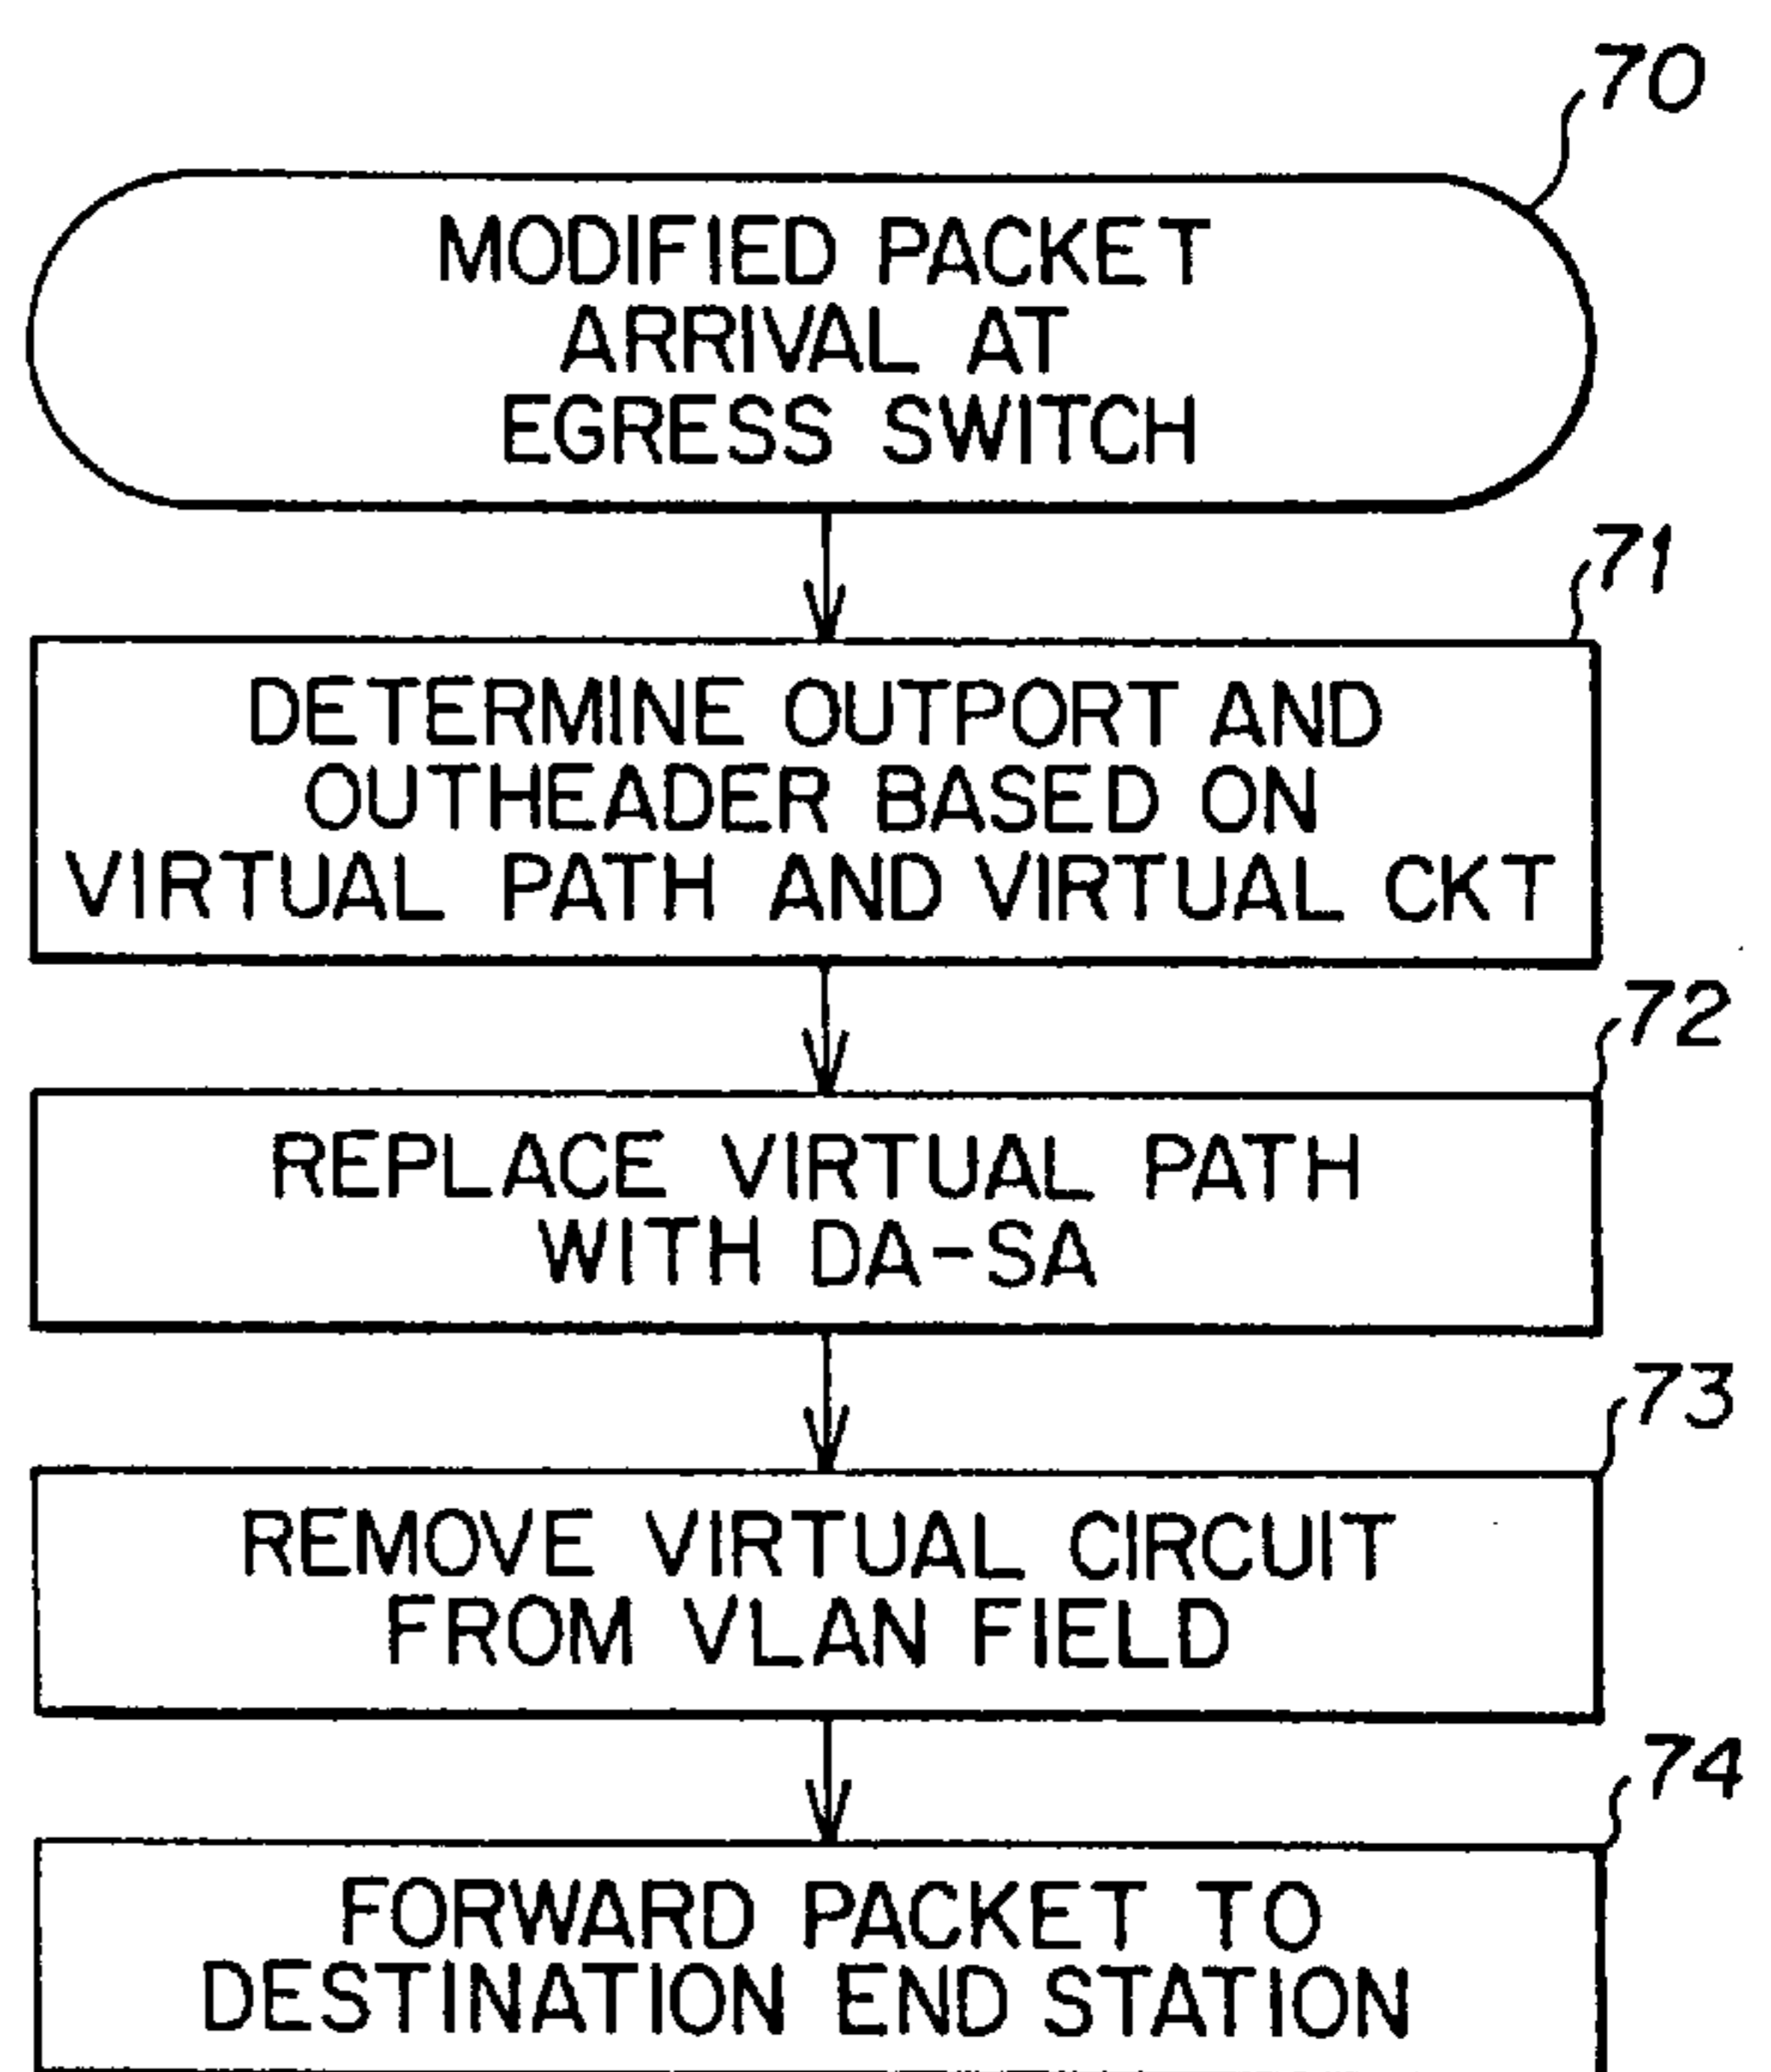 70
MODIFIED PACKET
ARRIVAL AT
EGRESS SWITCH
71
DETERMINE OUTPORT AND
OUTHEADER BASED ON
VIRTUAL PATH AND VIRTUAL CKT
72
REPLACE VIRTUAL PATH
WITH DA-SA
73
REMOVE VIRTUAL CIRCUIT
FROM VLAN FIELD
74
FORWARD PACKET TO
DESTINATION END STATION